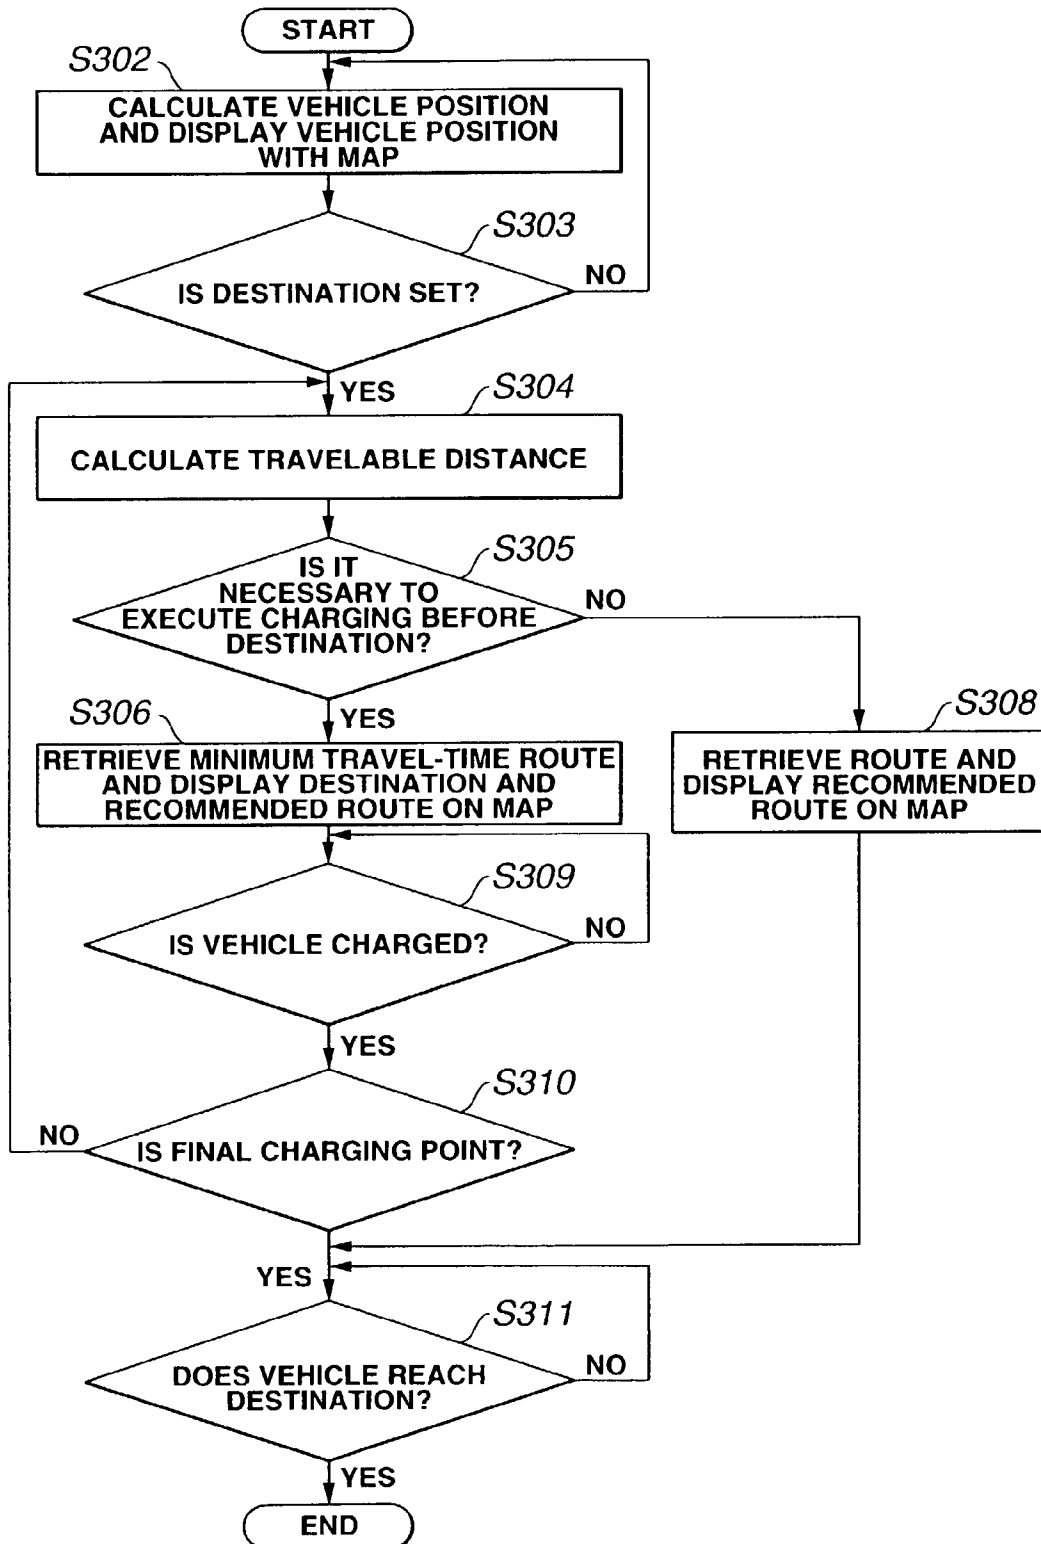 START
S302
CALCULATE VEHICLE POSITION
AND DISPLAY VEHICLE POSITION
WITH MAP
S303
IS DESTINATION SET?
NO
YES
S304
CALCULATE TRAVELABLE DISTANCE
S305
IS IT
NECESSARY TO
EXECUTE CHARGING BEFORE
DESTINATION?
NO
YES
S306
RETRIEVE MINIMUM TRAVEL-TIME ROUTE
AND DISPLAY DESTINATION AND
RECOMMENDED ROUTE ON MAP
S308
RETRIEVE ROUTE AND
DISPLAY RECOMMENDED
ROUTE ON MAP
S309
IS VEHICLE CHARGED?
NO
YES
S310
NO
IS FINAL CHARGING POINT?
YES
S311
DOES VEHICLE REACH
DESTINATION?
NO
YES
END